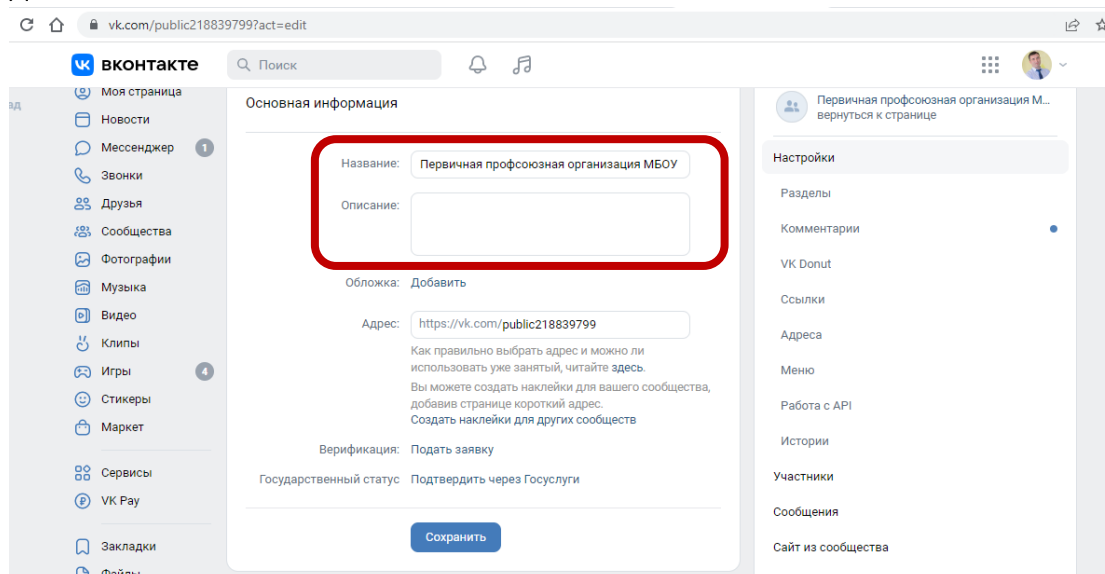 vk.com/public218839799?act=edit
вконтакте
Поиск
ад
Моя страница
Новости
Мессенджер 1
Звонки
Друзья
Сообщества
Фотографии
Музыка
Видео
Клипы
Игры 4
Стикеры
Маркет
Сервисы
VK Pay
Закладки
Файлы
Основная информация
Название: Первичная профсоюзная организация МБОУ
Описание:
Обложка: Добавить
Адрес: https://vk.com/public218839799
Как правильно выбрать адрес и можно ли
использовать уже занятый, читайте здесь.
Вы можете создать наклейки для вашего сообщества,
добавив странице короткий адрес.
Создать наклейки для других сообществ
Верификация: Подать заявку
Государственный статус Подтвердить через Госуслуги
Сохранить
Первичная профсоюзная организация М...
вернуться к странице
Настройки
Разделы
Комментарии
VK Donut
Ссылки
Адреса
Меню
Работа с API
Истории
Участники
Сообщения
Сайт из сообщества